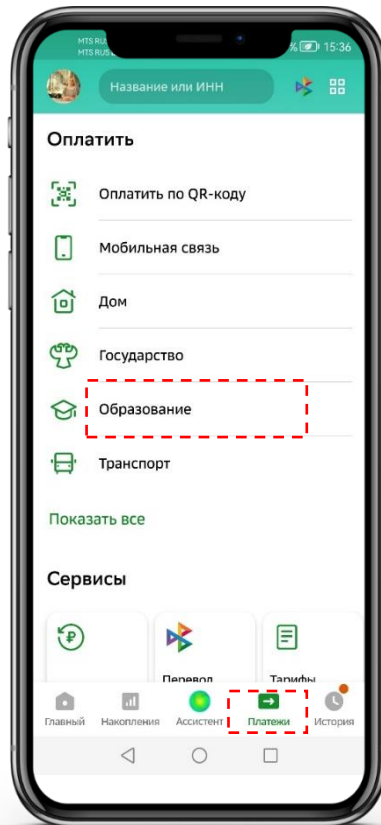 MTS RUS
MTS RUS
% 15:36
Название или ИНН
Оплатить
Оплатить по QR-коду
Мобильная связь
Дом
Государство
Образование
Транспорт
Показать все
Сервисы
Перевод
Тарифы
Главный
Накопления
Ассистент
Платежи
История